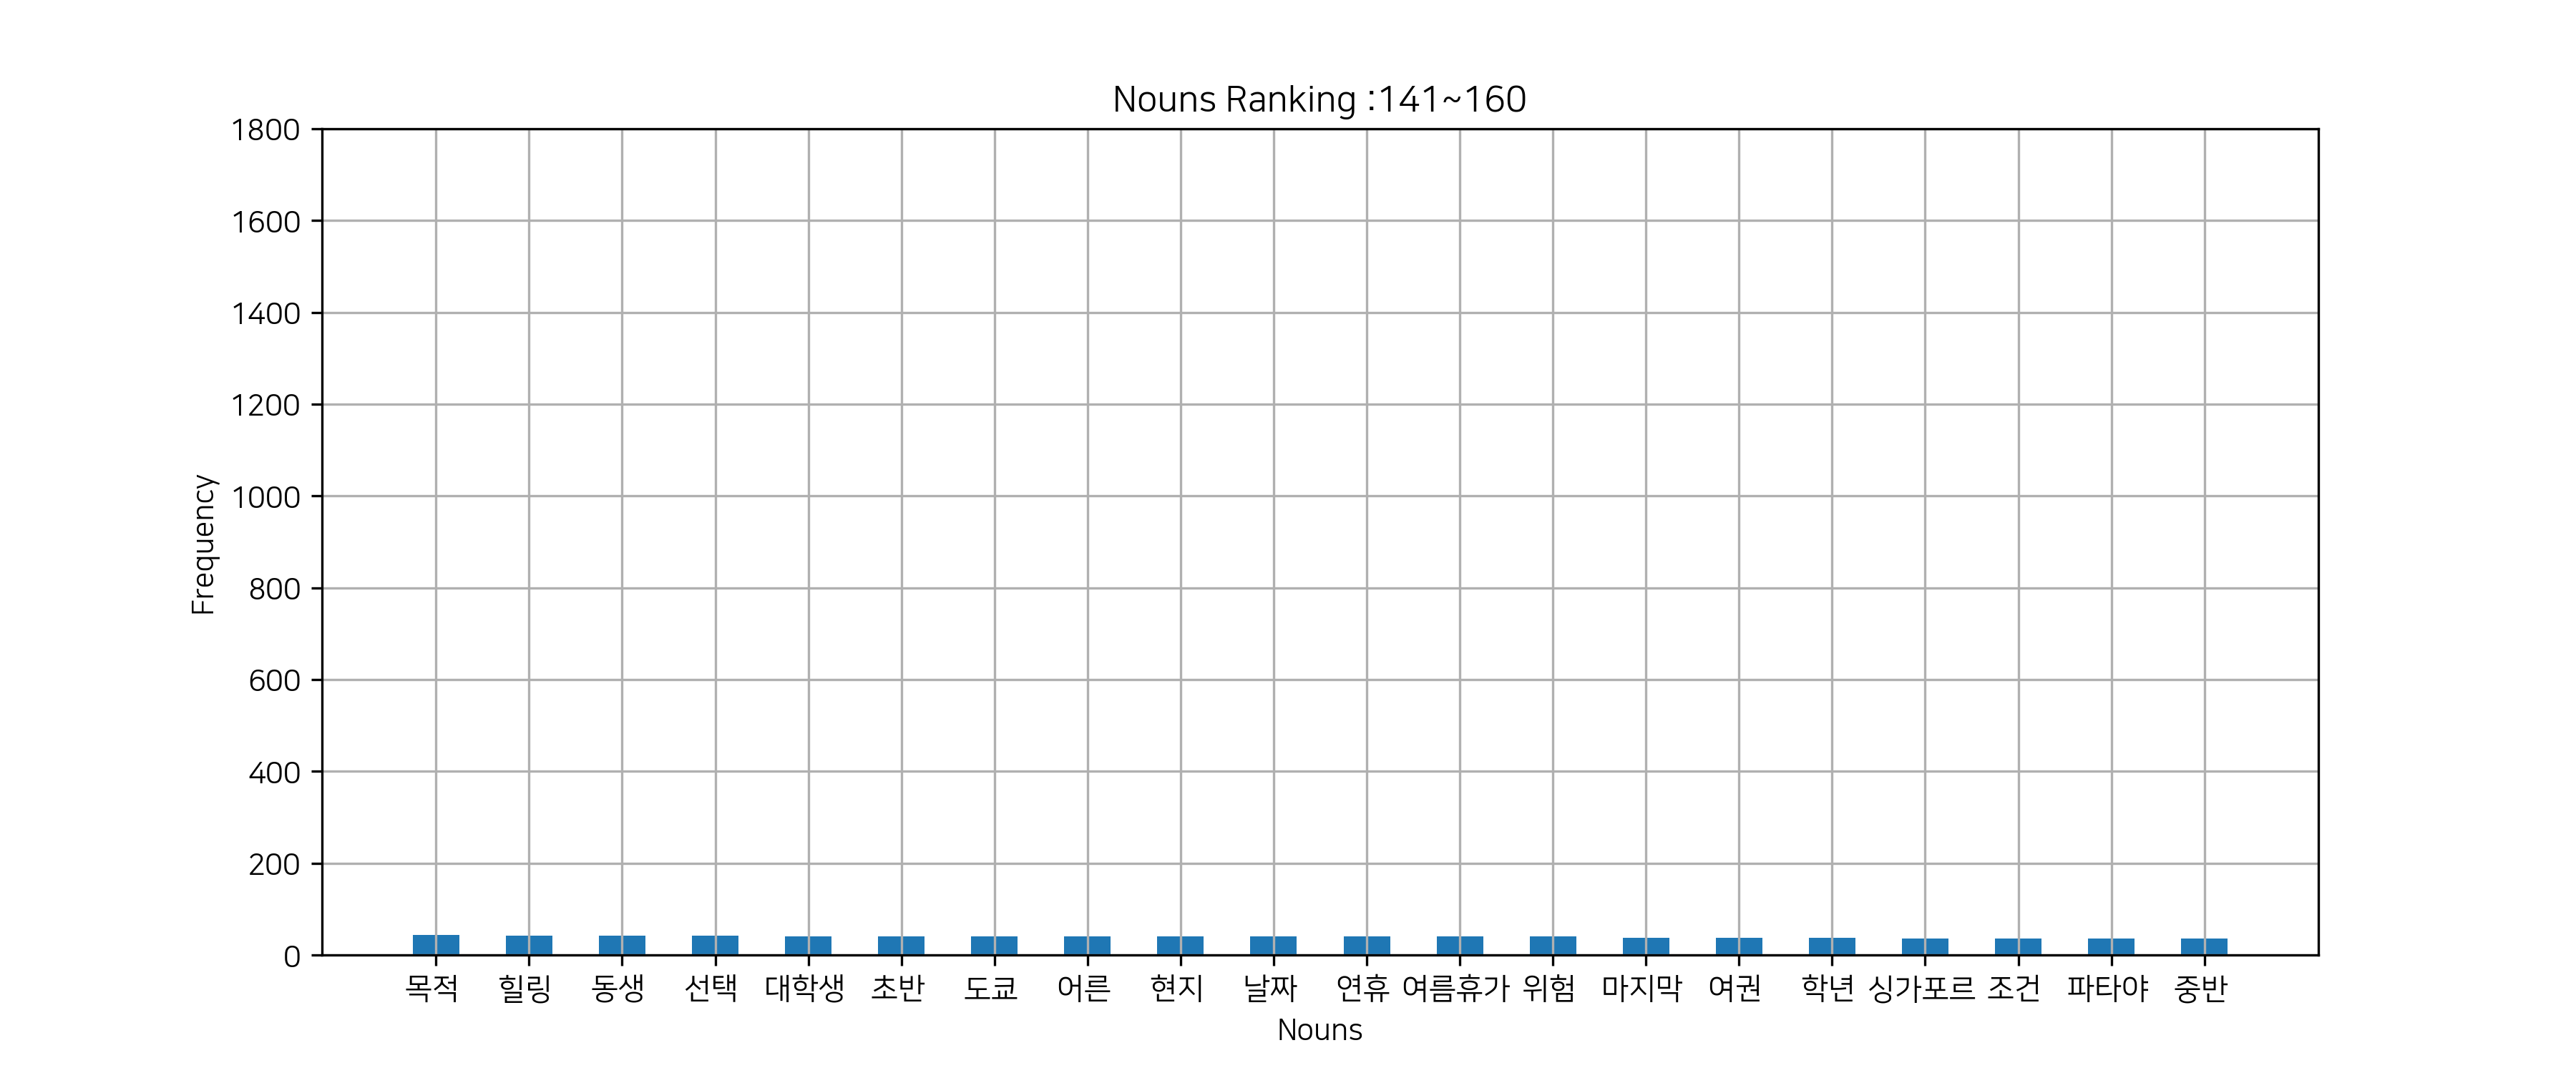 Nouns Ranking :141~160
1800
1600
1400
1200
1000
800
600
400
200
0
Frequency
목적 힐링 동생 선택 대학생 초반 도쿄 어른 현지 날짜 연휴 여름휴가 위험 마지막 여권 학년 싱가포르 조건 파타야 중반
Nouns